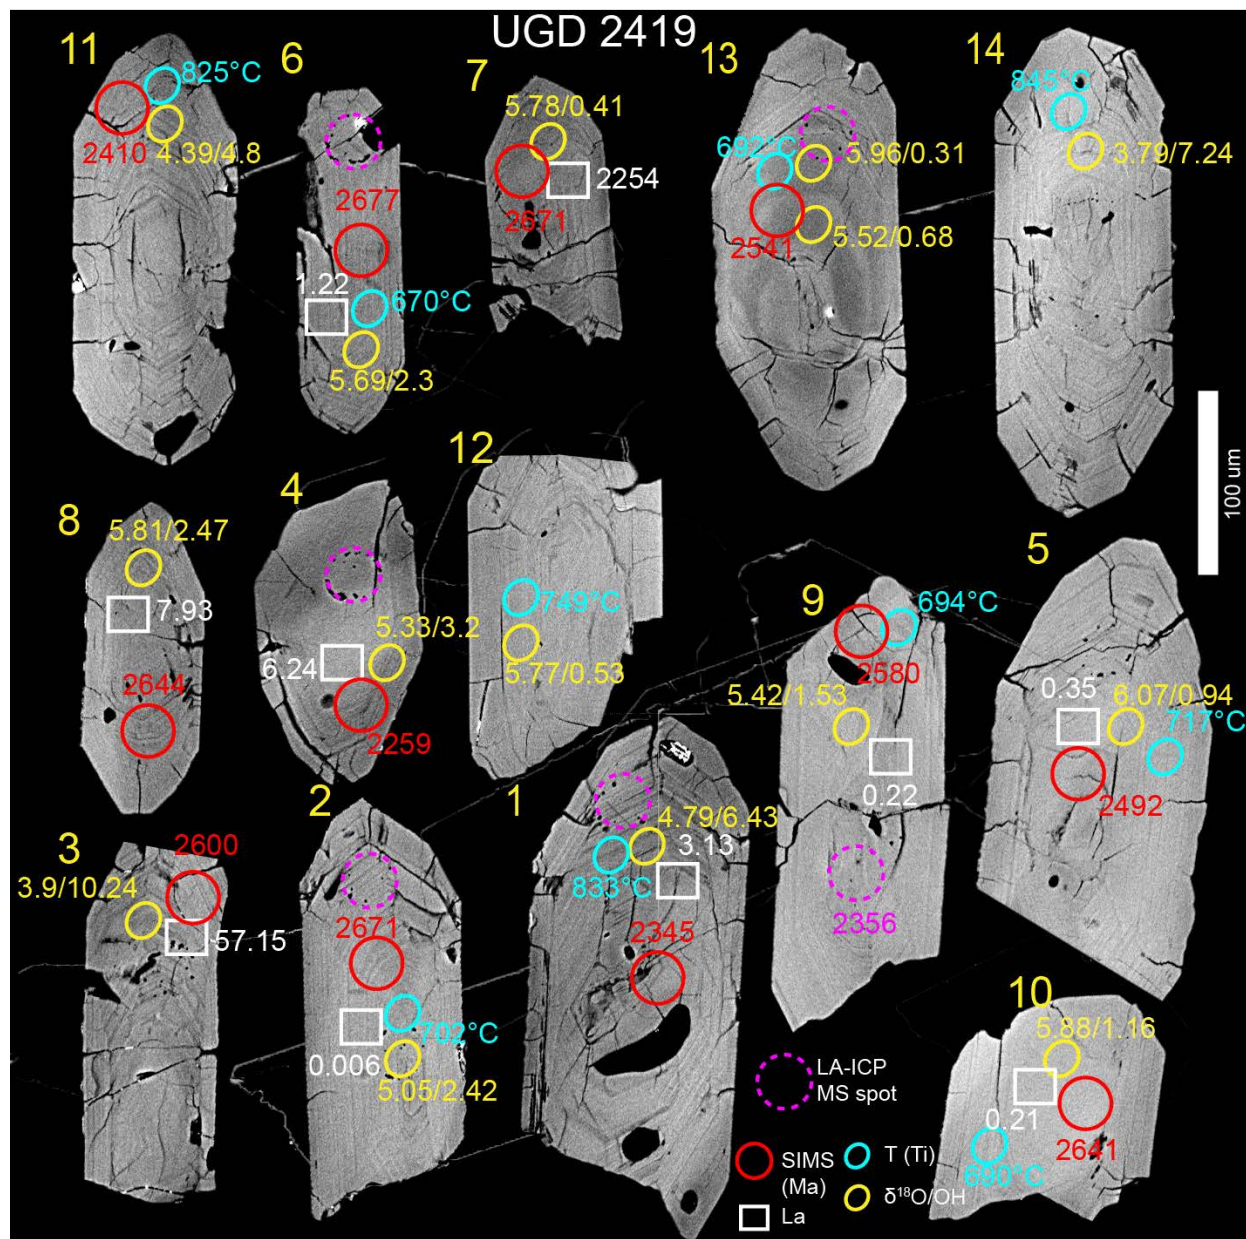 UGD 2419
11
825°C
2410
4.39/4.8
6
2677
1.22
670°C
5.69/2.3
7
5.78/0.41
2254
2671
13
692°C
5.96/0.31
2541
5.52/0.68
14
845°C
3.79/7.24
100 um
8
5.81/2.47
7.93
2644
4
5.33/3.2
6.24
2259
12
749°C
5.77/0.53
9
694°C
2580
5.42/1.53
0.22
2356
5
0.35
6.07/0.94
717°C
2492
3
2600
3.9/10.24
57.15
2
2671
702°C
0.006
5.05/2.42
1
4.79/6.43
3.13
833°C
2345
10
5.88/1.16
0.21
2641
690°C
LA-ICP
MS spot
SIMS
(Ma)
T (Ti)
La
δ¹⁸O/OH